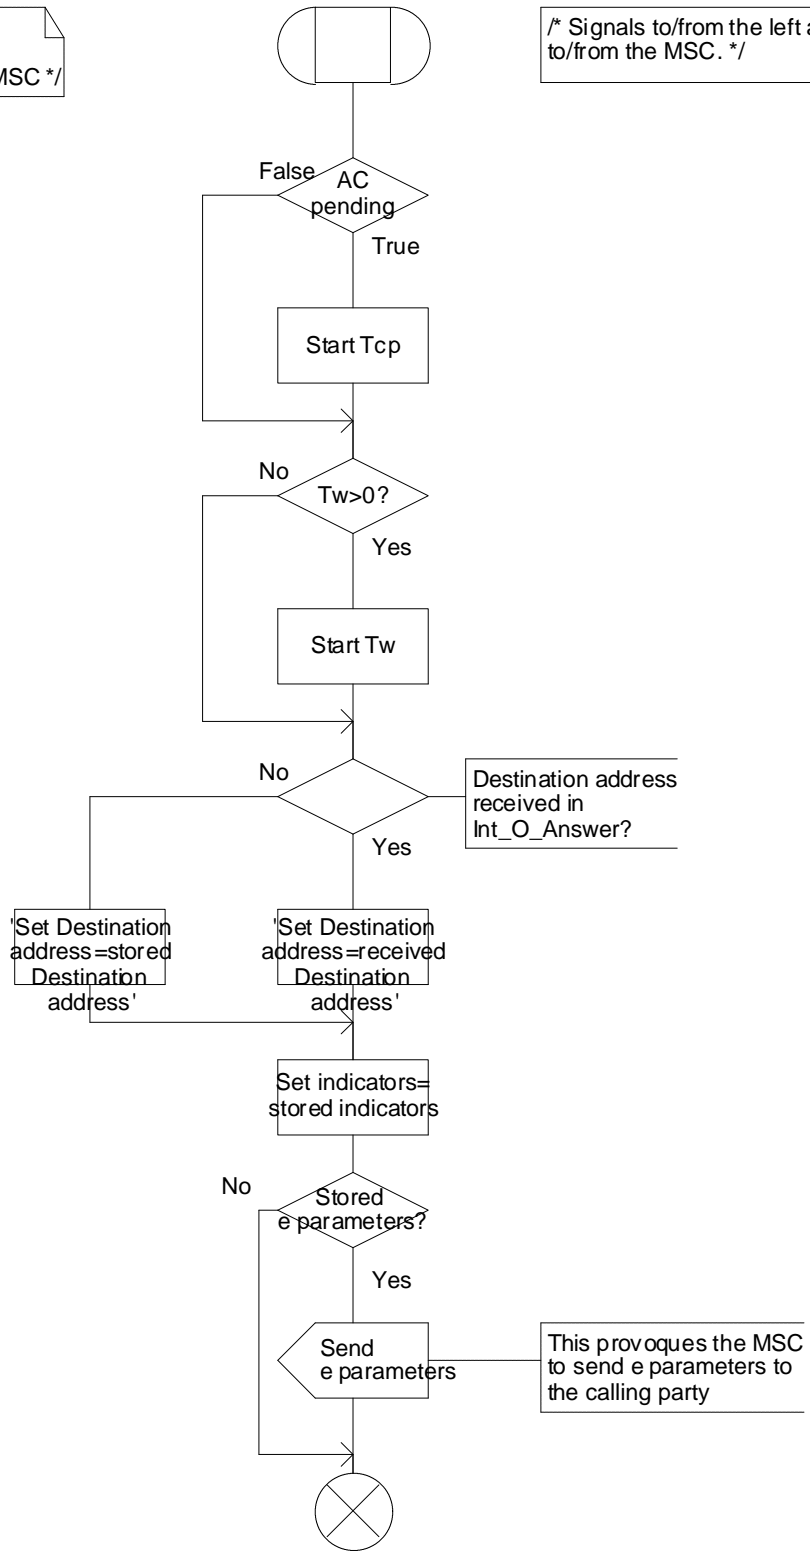 MSC */
/* Signals to/from the left a
to/from the MSC. */
False
AC
pending
True
Start Tcp
No
Tw>0?
Yes
Start Tw
No
Destination address
received in
Int_O_Answer?
Yes
'Set Destination
address=stored
Destination
address'
'Set Destination
address=received
Destination
address'
Set indicators=
stored indicators
No
Stored
e parameters?
Yes
Send
e parameters
This provoques the MSC
to send e parameters to
the calling party